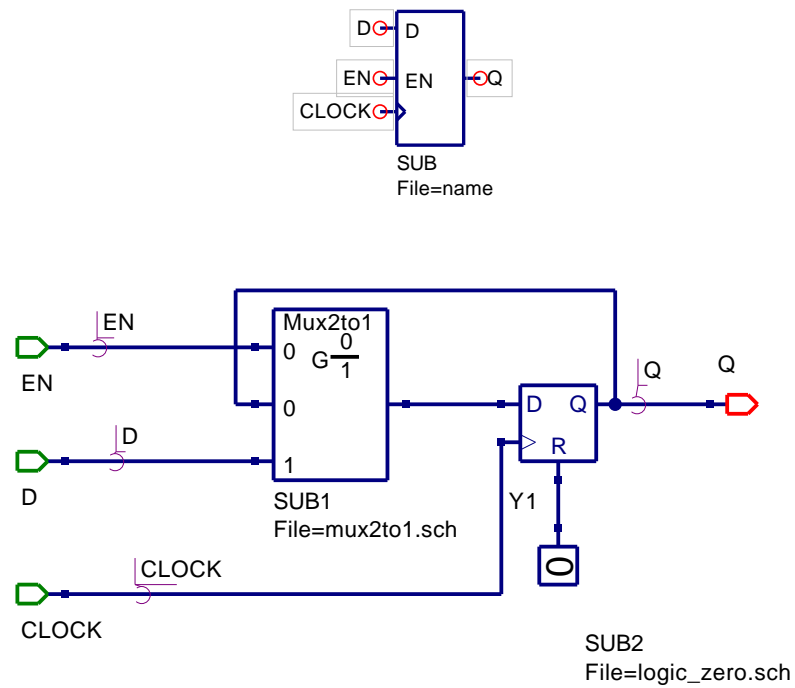 D
D
EN
EN
Q
CLOCK
SUB
File=name
EN
Mux2to1
0
G 0
1
EN
Q
Q
0
D
Q
D
1
R
D
SUB1
Y1
File=mux2to1.sch
CLOCK
0
CLOCK
SUB2
File=logic_zero.sch